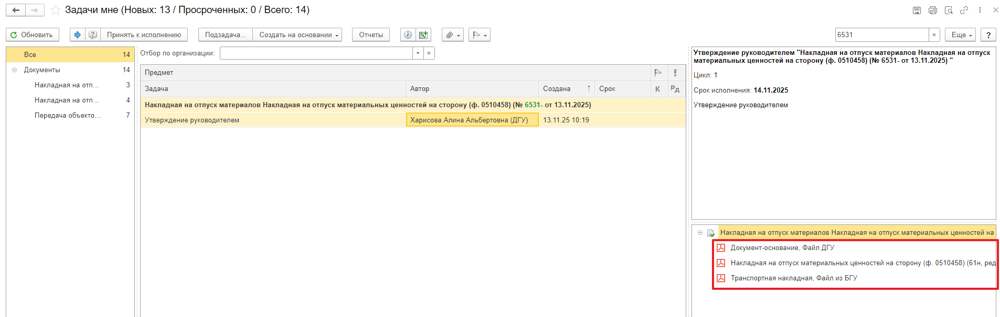 Задачи мне (Новых: 13 / Просроченных: 0 / Всего: 14)
Обновить
Принять к исполнению
Подзадача...
Создать на основании
Отчеты
6531
×
Еще
?
Все 14
Документы 14
Накладная на отп... 3
Накладная на отп... 4
Передача объекто... 7
Отбор по организации:
×
Предмет
Задача Автор Создана ↑ Срок К Рд
Накладная на отпуск материалов Накладная на отпуск материальных ценностей на сторону (ф. 0510458) (№ 6531- от 13.11.2025)
Утверждение руководителем Харисова Алина Альбертовна (ДГУ) 13.11.25 10:19
Утверждение руководителем "Накладная на отпуск материалов Накладная на отпуск
материальных ценностей на сторону (ф. 0510458) (№ 6531- от 13.11.2025) "
Цикл: 1
Срок исполнения: 14.11.2025
Утверждение руководителем
Накладная на отпуск материалов Накладная на отпуск материальных ценностей на
Документ-основание, Файл ДГУ
Накладная на отпуск материальных ценностей на сторону (ф. 0510458) (61н, ред
Транспортная накладная, Файл из БГУ